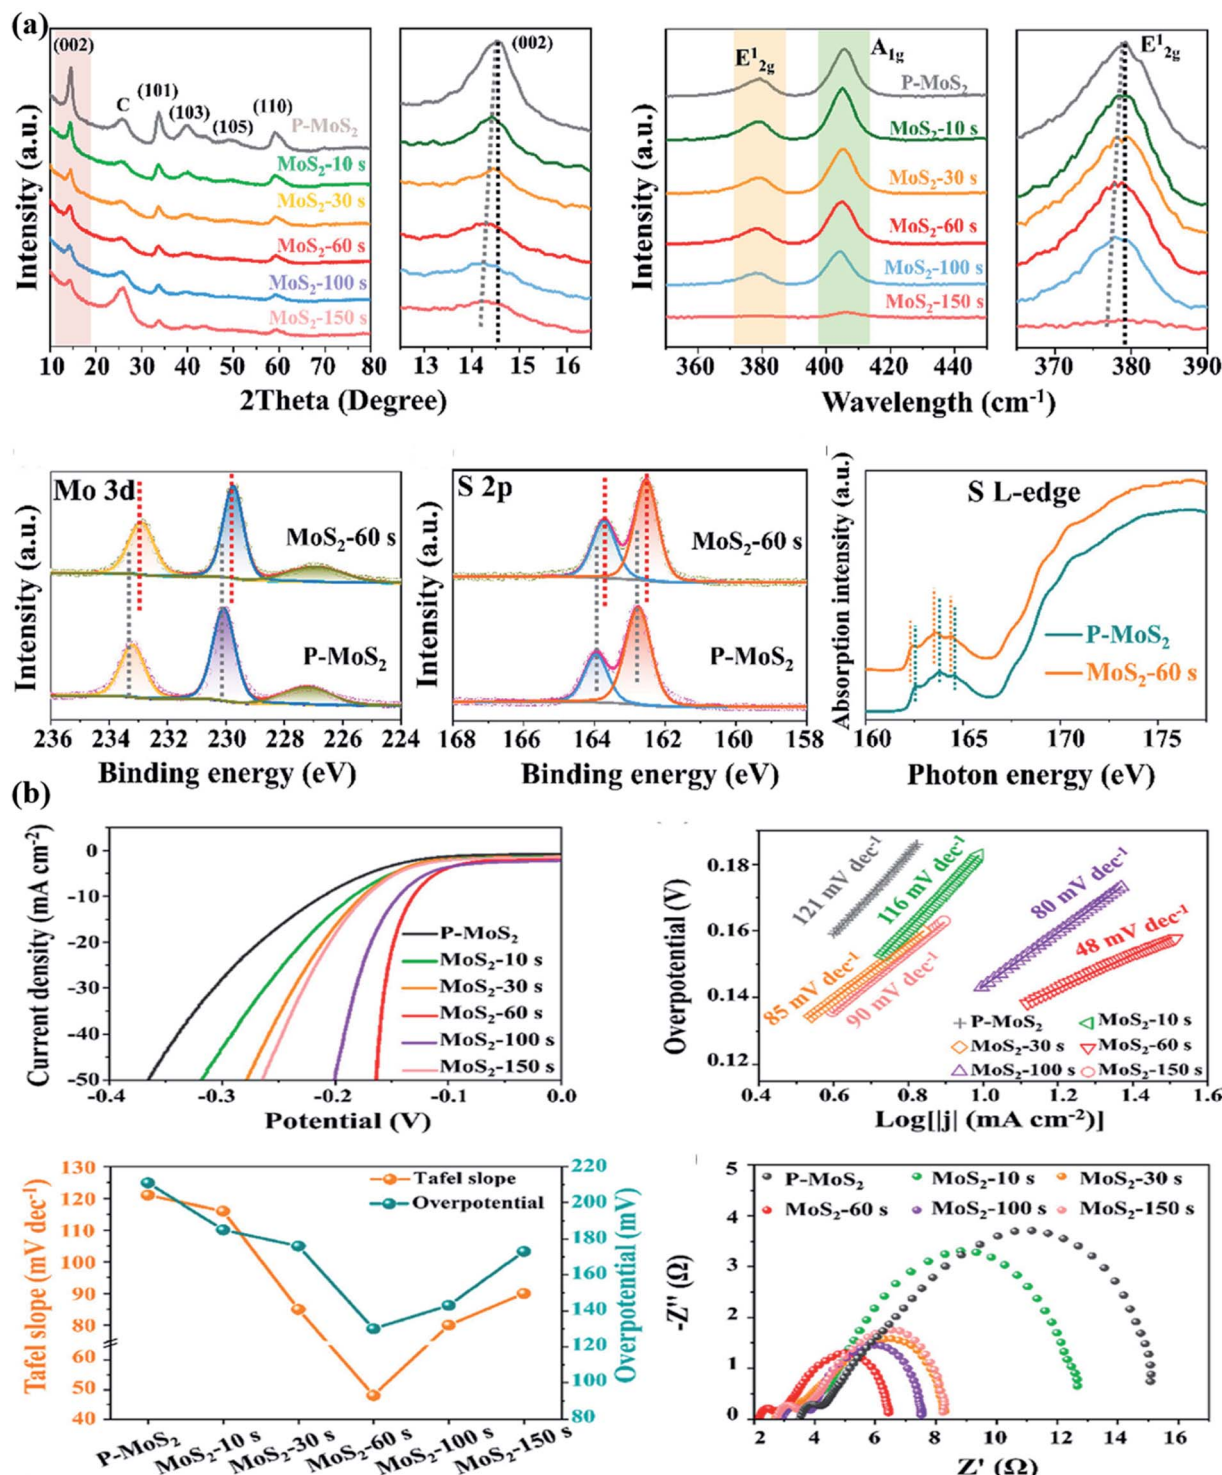 (a)
(002)
C
(101)
(103)
(105)
(110)
P-MoS2
MoS2-10 s
MoS2-30 s
MoS2-60 s
MoS2-100 s
MoS2-150 s
10 20 30 40 50 60 70 80
Intensity (a.u.)
(002)
13 14 15 16
2Theta (Degree)
E¹2g
A1g
P-MoS2
MoS2-10 s
MoS2-30 s
MoS2-60 s
MoS2-100 s
MoS2-150 s
360 390 420 450
Intensity (a.u.)
E¹2g
370 380 390
Wavelength (cm⁻¹)
Mo 3d
MoS2-60 s
P-MoS2
236 234 232 230 228 226 224
Intensity (a.u.)
Binding energy (eV)
S 2p
MoS2-60 s
P-MoS2
168 166 164 162 160 158
Intensity (a.u.)
Binding energy (eV)
S L-edge
P-MoS2
MoS2-60 s
160 165 170 175
Absorption intensity (a.u.)
Photon energy (eV)
(b)
0
-10
-20
-30
-40
-50
Current density (mA cm⁻²)
P-MoS2
MoS2-10 s
MoS2-30 s
MoS2-60 s
MoS2-100 s
MoS2-150 s
-0.4 -0.3 -0.2 -0.1 0.0
Potential (V)
0.18
0.16
0.14
0.12
Overpotential (V)
121 mV dec⁻¹
116 mV dec⁻¹
80 mV dec⁻¹
48 mV dec⁻¹
85 mV dec⁻¹
90 mV dec⁻¹
P-MoS2 MoS2-10 s
MoS2-30 s MoS2-60 s
MoS2-100 s MoS2-150 s
0.4 0.6 0.8 1.0 1.2 1.4 1.6
Log[|j| (mA cm⁻²)]
130
120
110
100
90
80
60
50
40
Tafel slope (mV dec⁻¹)
Tafel slope
Overpotential
220
200
180
160
140
120
100
80
Overpotential (mV)
P-MoS2 MoS2-10 s MoS2-30 s MoS2-60 s MoS2-100 s MoS2-150 s
5
4
3
2
1
0
-Z'' (Ω)
P-MoS2 MoS2-10 s MoS2-30 s
MoS2-60 s MoS2-100 s MoS2-150 s
2 4 6 8 10 12 14 16
Z' (Ω)